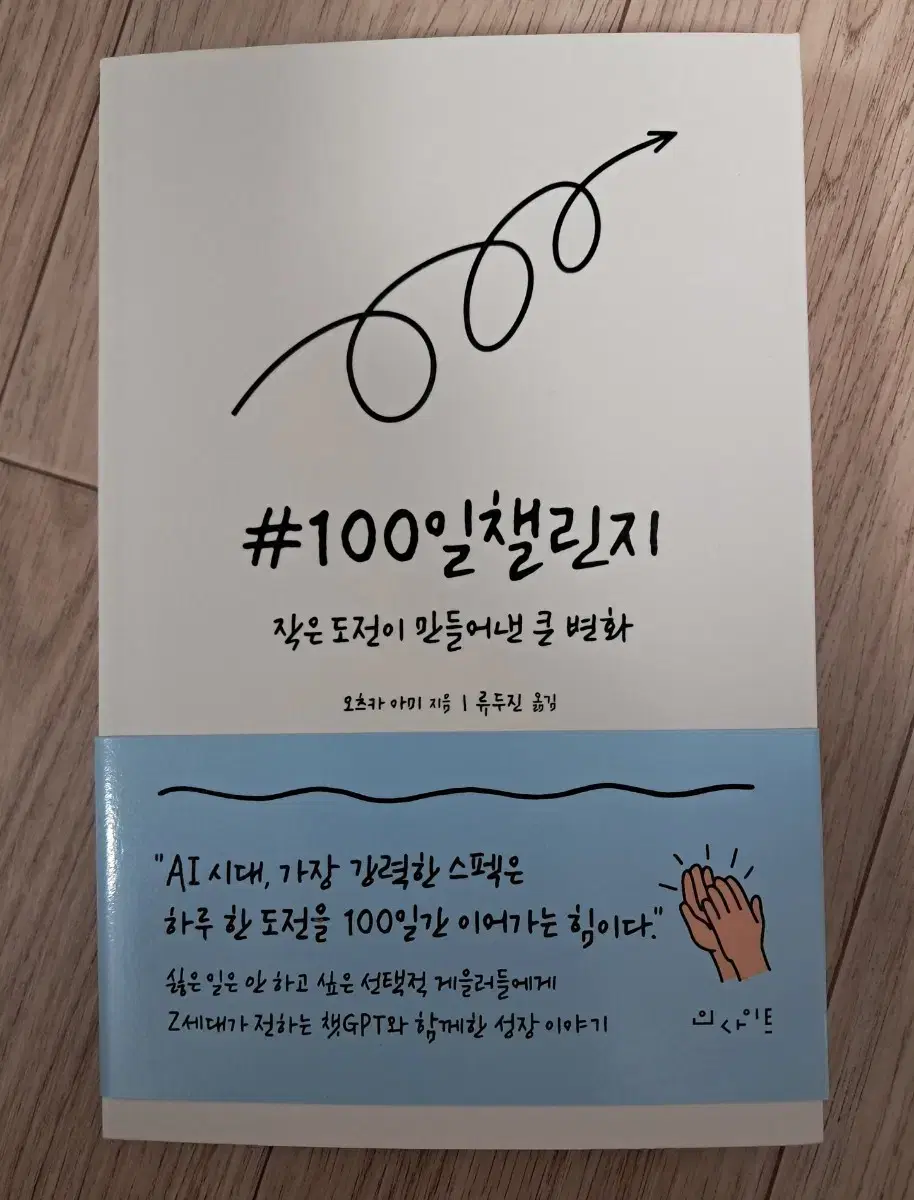 #100일챌린지
작은 도전이 만들어낸 큰 변화
오츠카 아미 지음 | 류두진 옮김
"AI 시대, 가장 강력한 스펙은
하루 한 도전을 100일간 이어가는 힘이다."
싫은 일은 안 하고 싶은 선택적 게으러들에게
Z세대가 전하는 챗GPT와 함께한 성장 이야기
인사이트